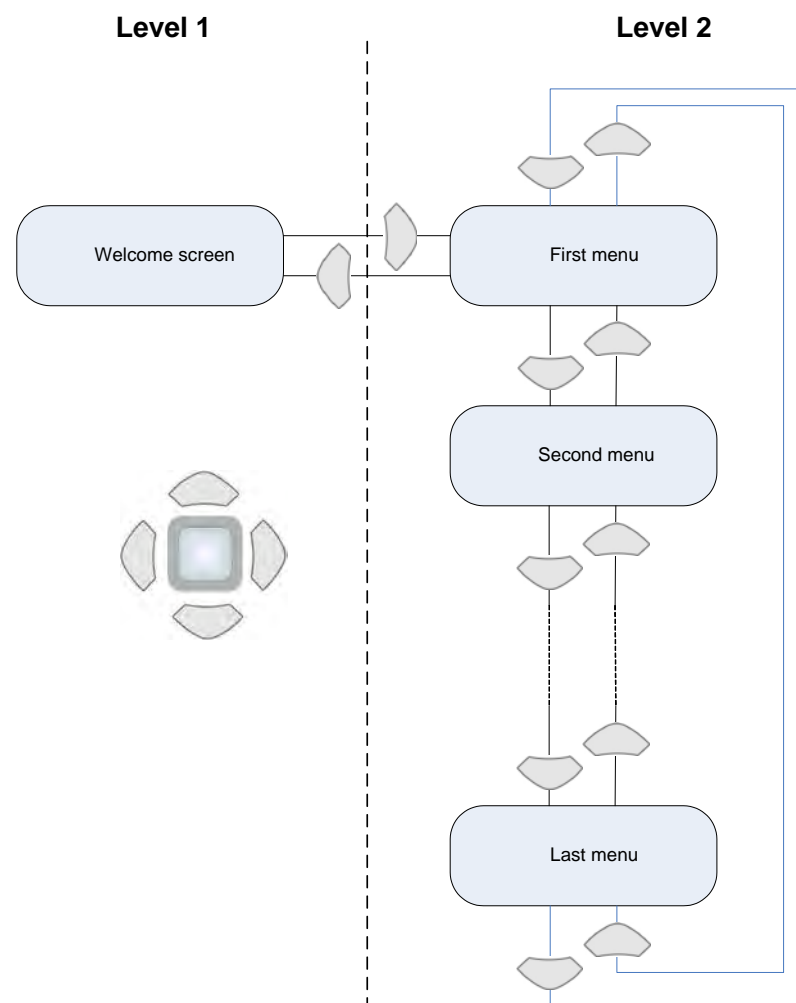 Level 1
Level 2
Welcome screen
First menu
Second menu
Last menu